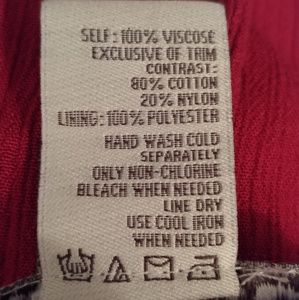 SELF: 100% VISCOSE
EXCLUSIVE OF TRIM
CONTRAST:
80% COTTON
20% NYLON
LINING: 100% POLYESTER
HAND WASH COLD
SEPARATELY
ONLY NON-CHLORINE
BLEACH WHEN NEEDED
LINE DRY
USE COOL IRON
WHEN NEEDED